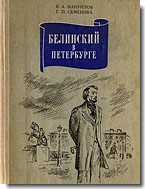 В. А. МАНУЙЛОВ
Г. П. СЕМЕНОВА
БЕЛИНСКИЙ
В
ПЕТЕРБУРГЕ